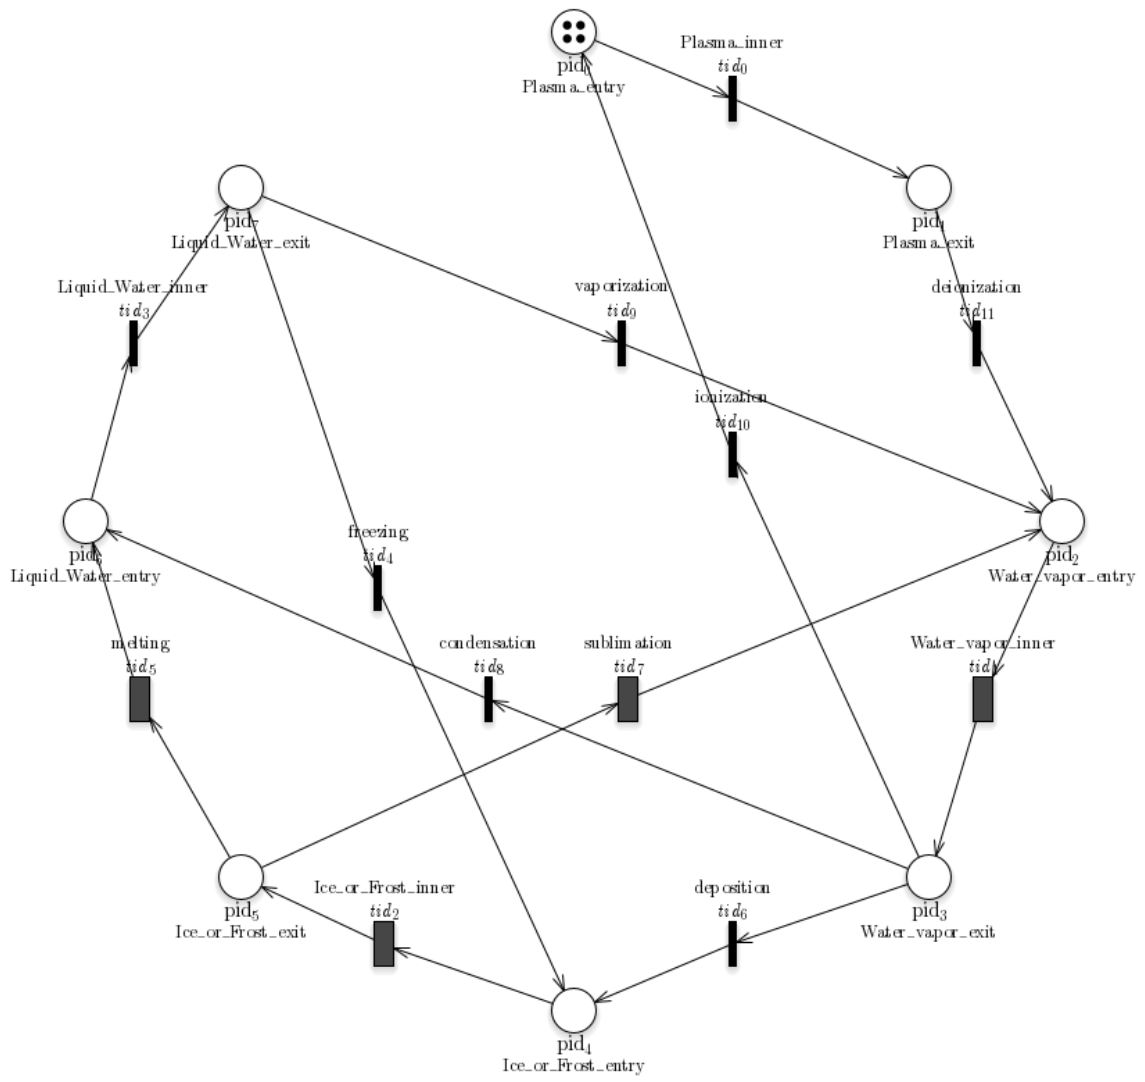 Plasma_inner
tid0
pid0
Plasma_entry
pid7
Liquid_Water_exit
pid1
Plasma_exit
Liquid_Water_inner
tid3
vaporization
tid9
deionization
tid11
ionization
tid10
freezing
tid4
pid6
Liquid_Water_entry
pid2
Water_vapor_entry
melting
tid5
condensation
tid8
sublimation
tid7
Water_vapor_inner
tid1
Ice_or_Frost_inner
tid2
deposition
tid6
pid5
Ice_or_Frost_exit
pid3
Water_vapor_exit
pid4
Ice_or_Frost_entry